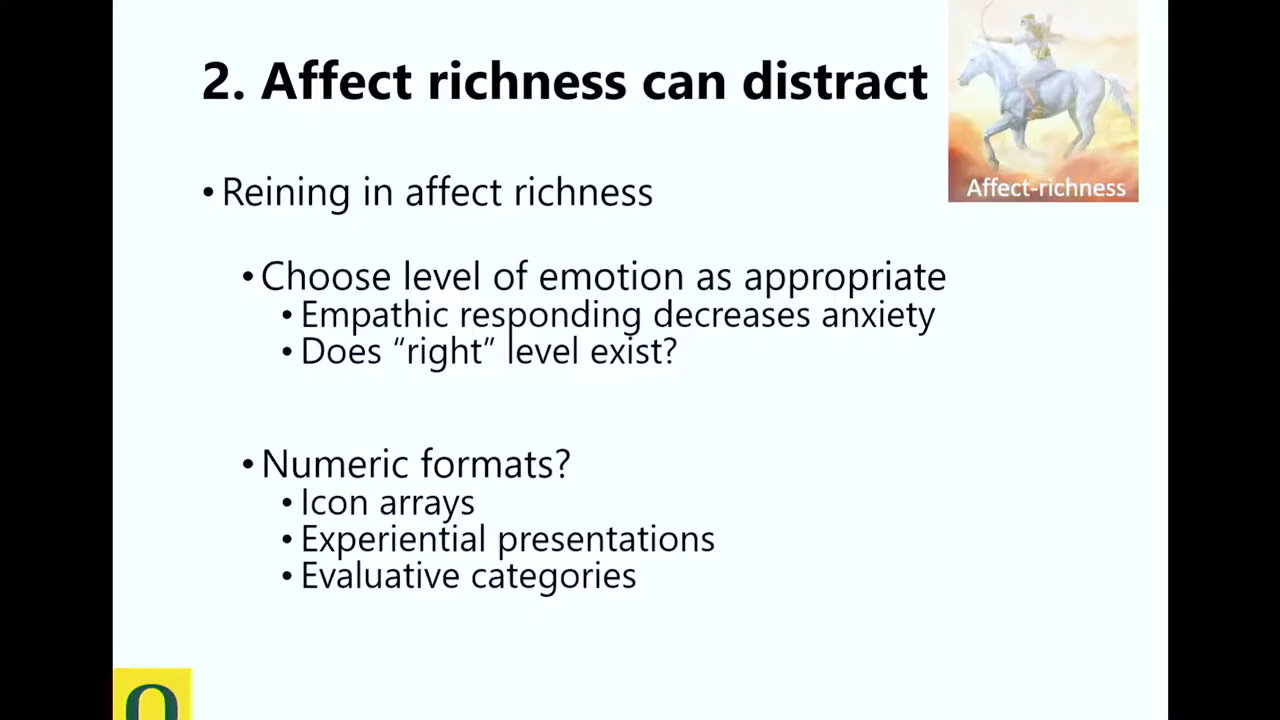 2. Affect richness can distract
Affect-richness
• Reining in affect richness
• Choose level of emotion as appropriate
• Empathic responding decreases anxiety
• Does “right” level exist?
• Numeric formats?
• Icon arrays
• Experiential presentations
• Evaluative categories